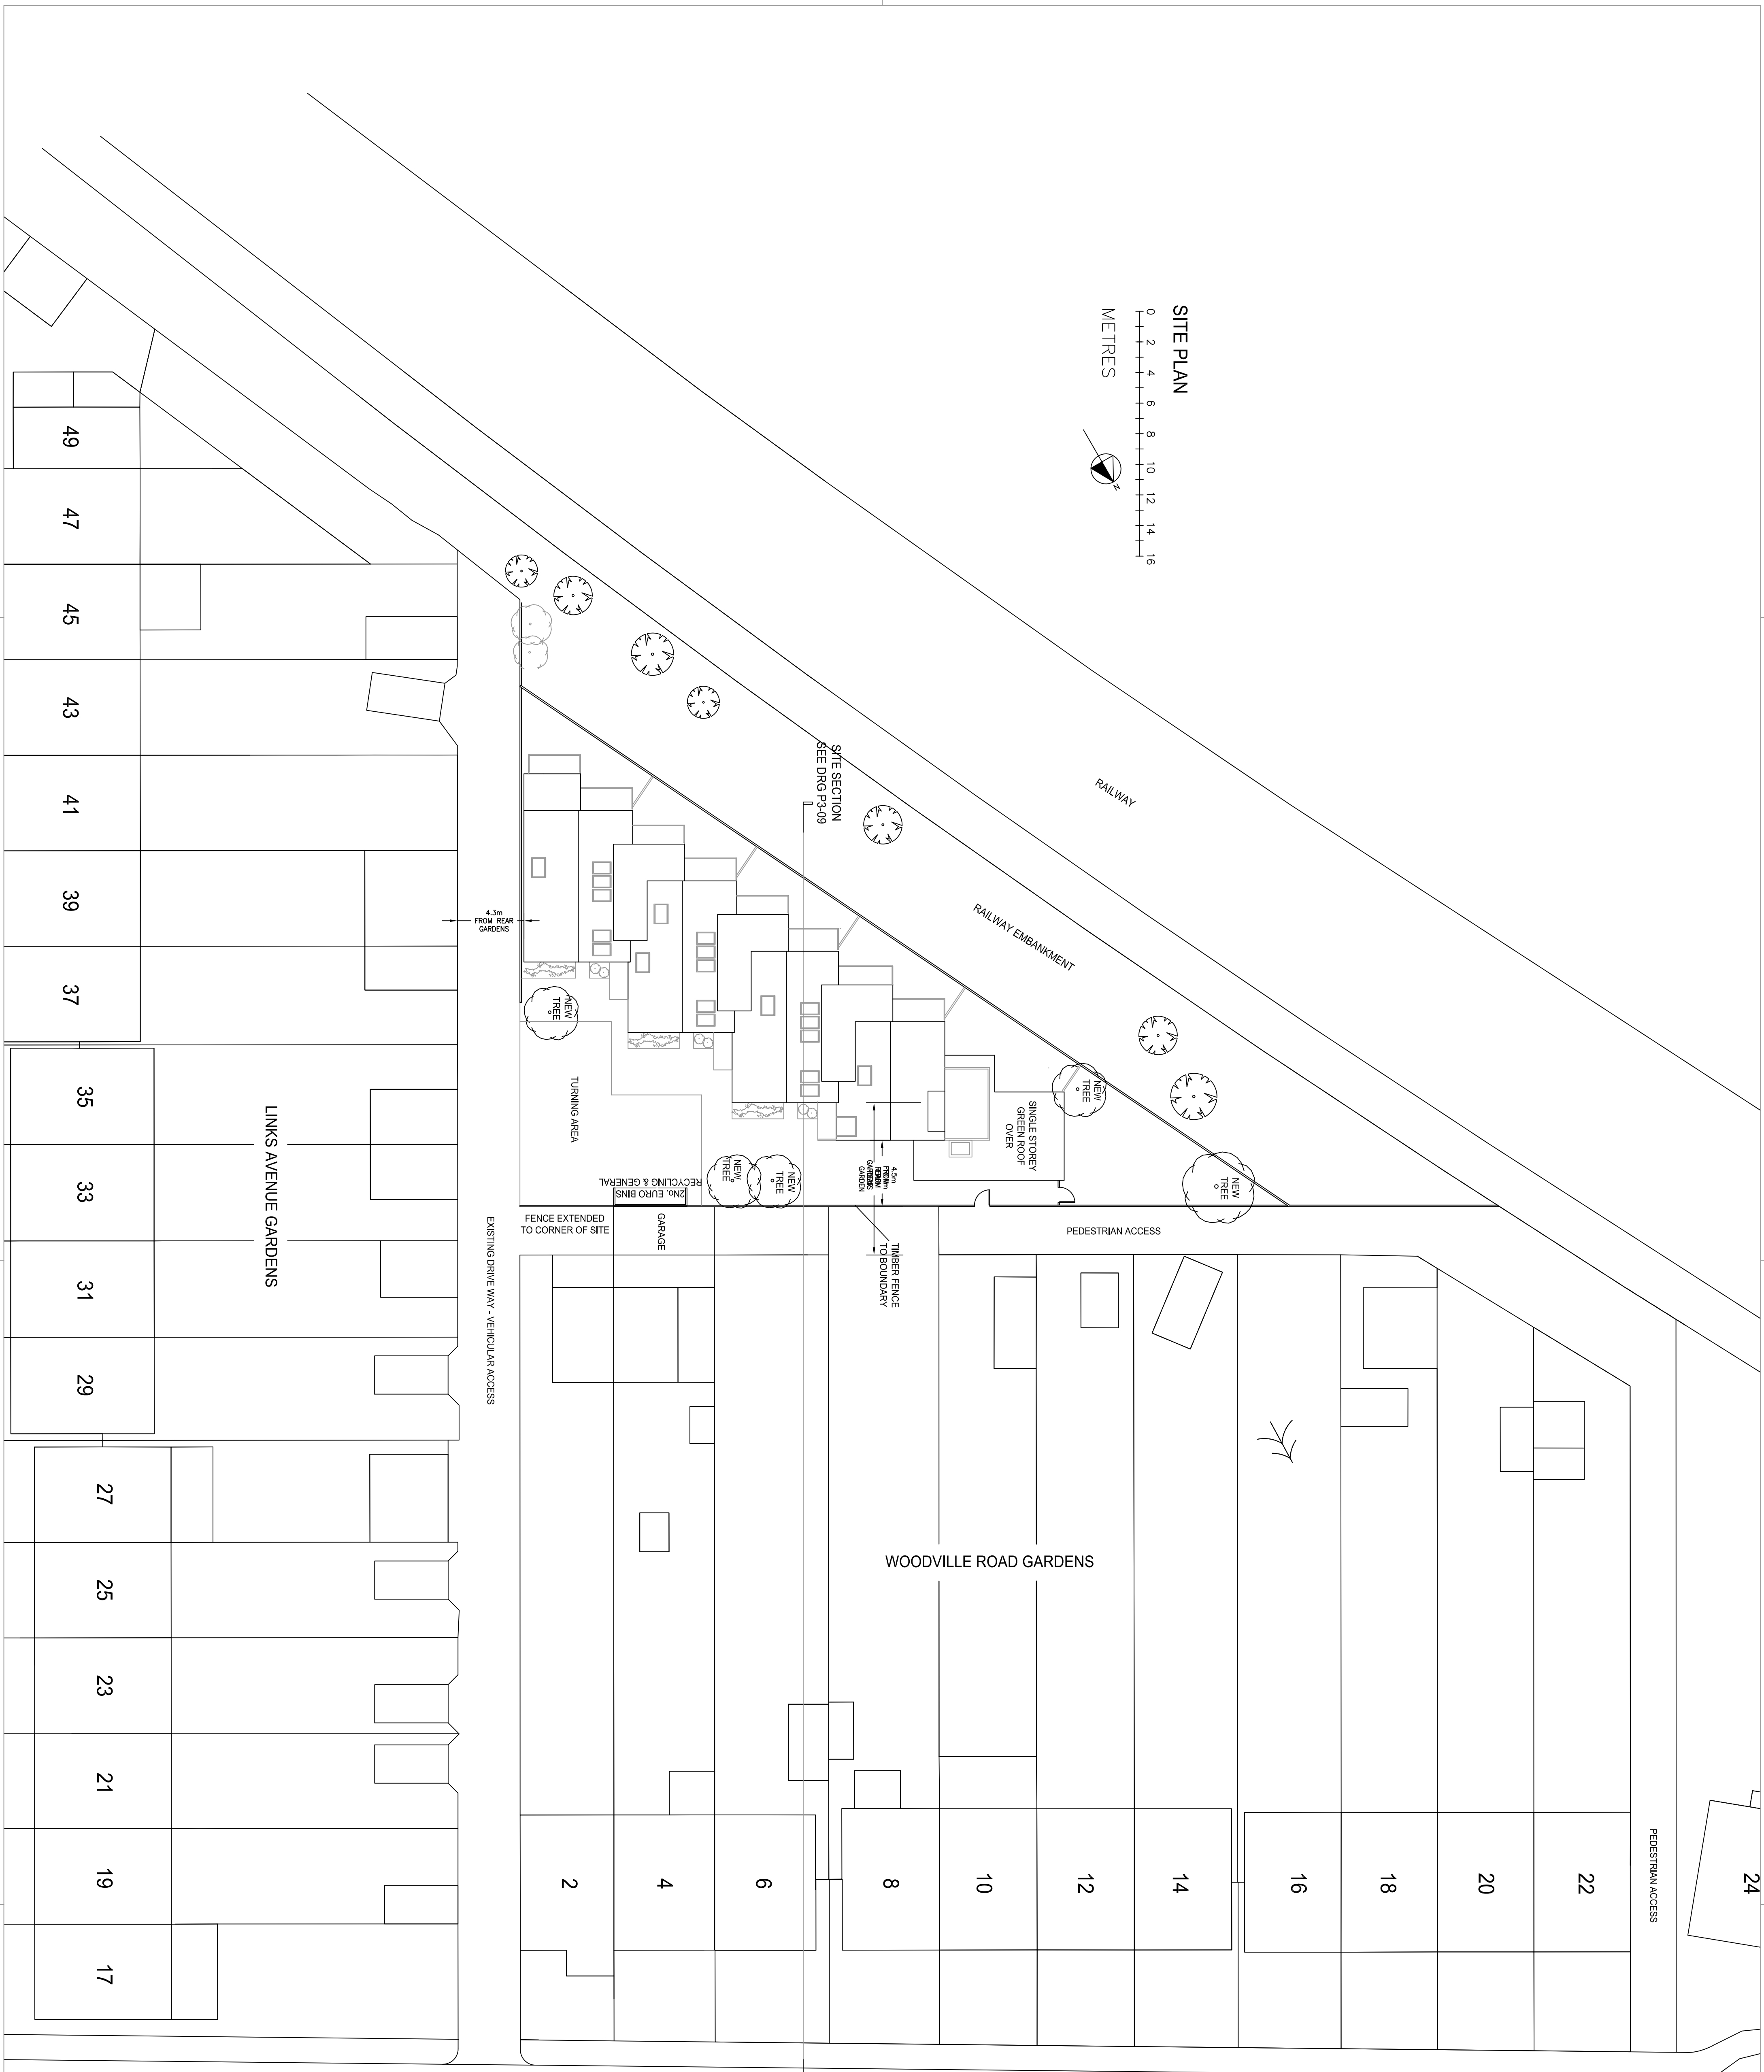 SITE PLAN
0 2 4 6 8 10 12 14 16
METRES
N
RAILWAY
RAILWAY EMBANKMENT
SITE SECTION
SEE DRG P3-09
4.3m
FROM REAR
GARDENS
NEW
TREE
TURNING AREA
SINGLE STOREY
GREEN ROOF
OVER
NEW
TREE
NEW
TREE
NEW
TREE
NEW
TREE
2No. EURO BINS
RECYCLING & GENERAL
4.5m
GARDEN
FENCE EXTENDED
TO CORNER OF SITE
GARAGE
TIMBER FENCE
TO BOUNDARY
PEDESTRIAN ACCESS
EXISTING DRIVE WAY - VEHICULAR ACCESS
LINKS AVENUE GARDENS
WOODVILLE ROAD GARDENS
PEDESTRIAN ACCESS
49
47
45
43
41
39
37
35
33
31
29
27
25
23
21
19
17
2
4
6
8
10
12
14
16
18
20
22
24